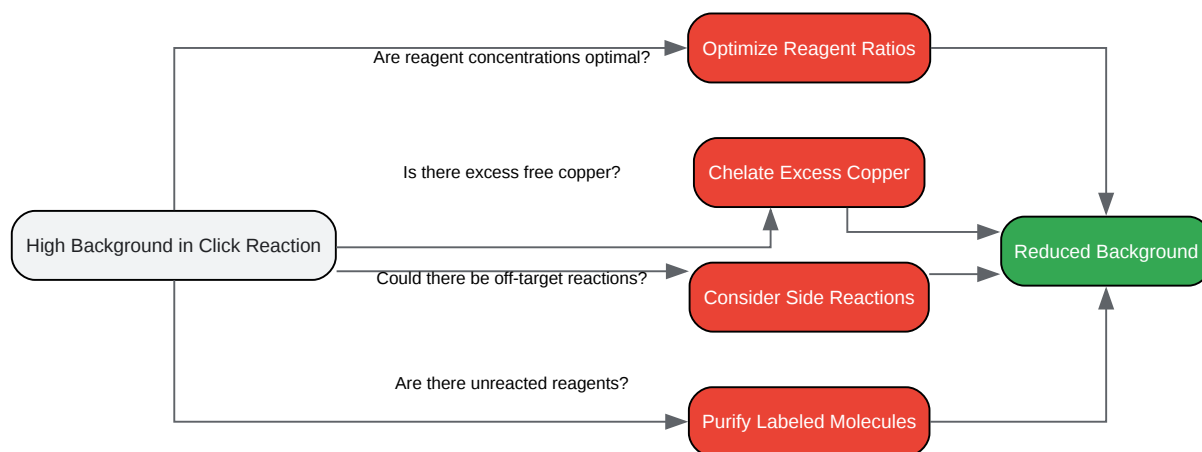 Are reagent concentrations optimal?
Optimize Reagent Ratios
Is there excess free copper?
Chelate Excess Copper
High Background in Click Reaction
Reduced Background
Could there be off-target reactions?
Consider Side Reactions
Are there unreacted reagents?
Purify Labeled Molecules